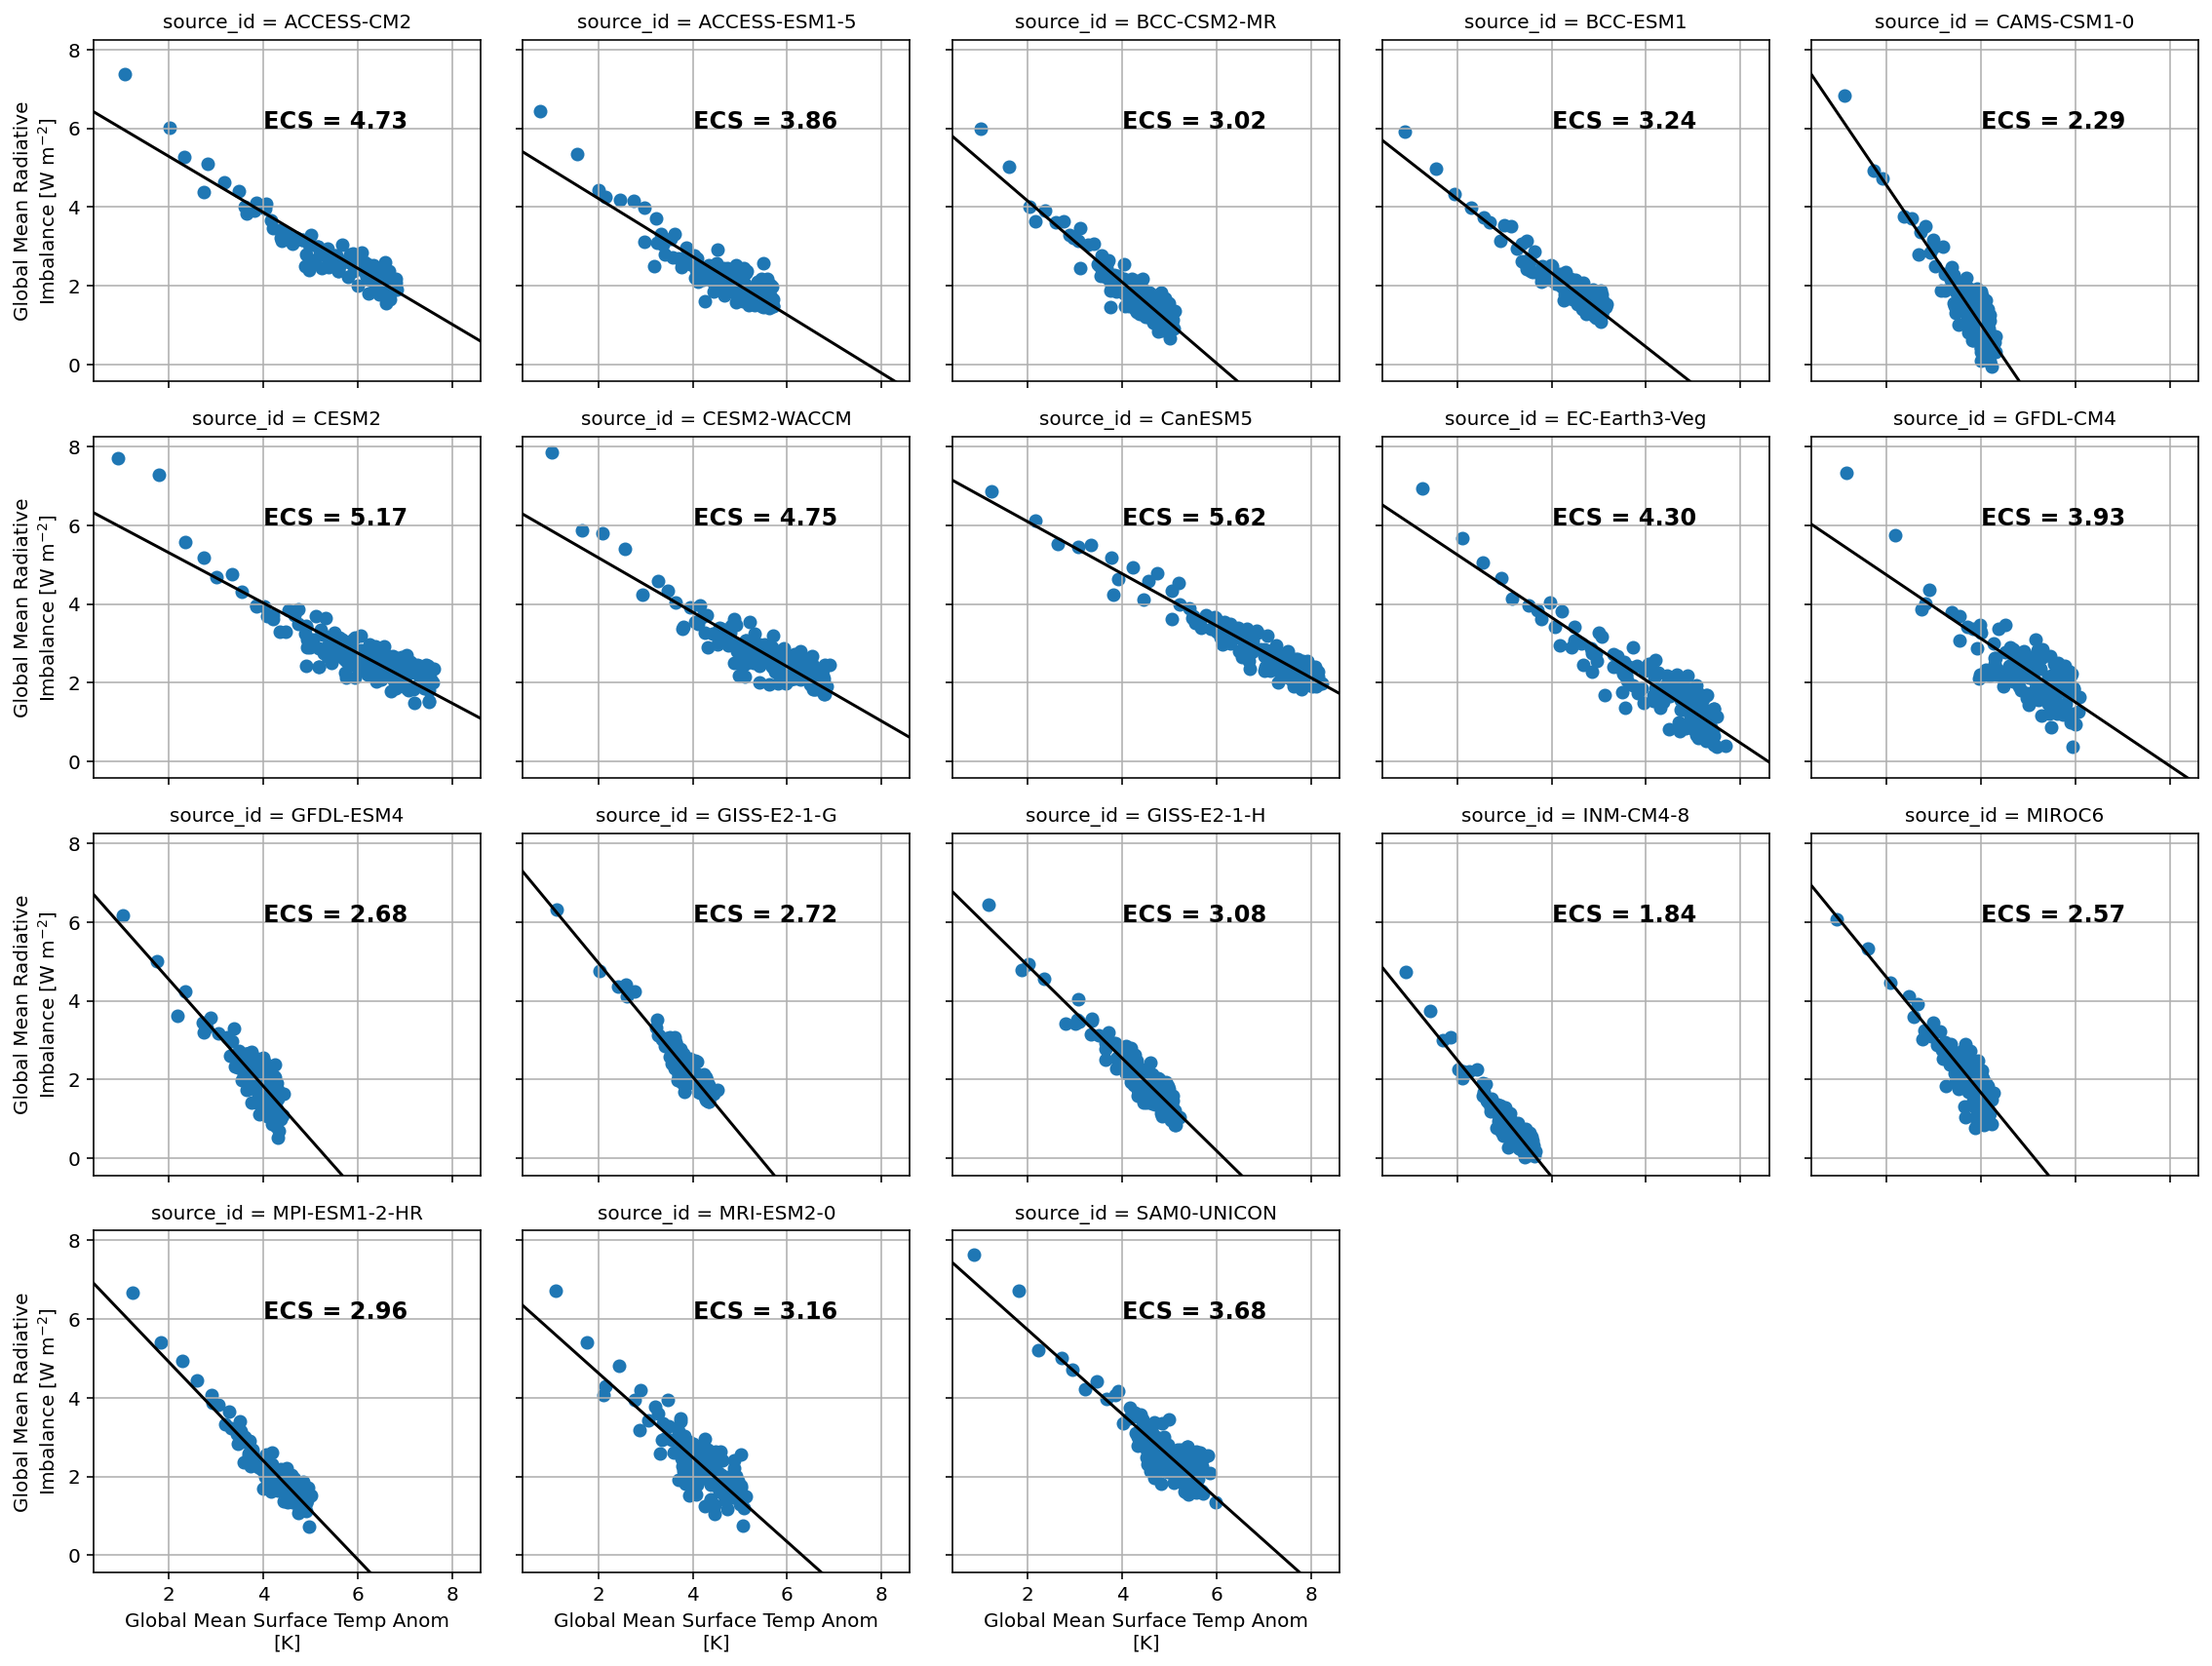 source_id = ACCESS-CM2
source_id = ACCESS-ESM1-5
source_id = BCC-CSM2-MR
source_id = BCC-ESM1
source_id = CAMS-CSM1-0
8
6
4
2
0
Global Mean Radiative
Imbalance [W m⁻²]
ECS = 4.73
ECS = 3.86
ECS = 3.02
ECS = 3.24
ECS = 2.29
source_id = CESM2
source_id = CESM2-WACCM
source_id = CanESM5
source_id = EC-Earth3-Veg
source_id = GFDL-CM4
8
6
4
2
0
Global Mean Radiative
Imbalance [W m⁻²]
ECS = 5.17
ECS = 4.75
ECS = 5.62
ECS = 4.30
ECS = 3.93
source_id = GFDL-ESM4
source_id = GISS-E2-1-G
source_id = GISS-E2-1-H
source_id = INM-CM4-8
source_id = MIROC6
8
6
4
2
0
Global Mean Radiative
Imbalance [W m⁻²]
ECS = 2.68
ECS = 2.72
ECS = 3.08
ECS = 1.84
ECS = 2.57
source_id = MPI-ESM1-2-HR
source_id = MRI-ESM2-0
source_id = SAM0-UNICON
8
6
4
2
0
Global Mean Radiative
Imbalance [W m⁻²]
ECS = 2.96
ECS = 3.16
ECS = 3.68
2 4 6 8
Global Mean Surface Temp Anom
[K]
2 4 6 8
Global Mean Surface Temp Anom
[K]
2 4 6 8
Global Mean Surface Temp Anom
[K]